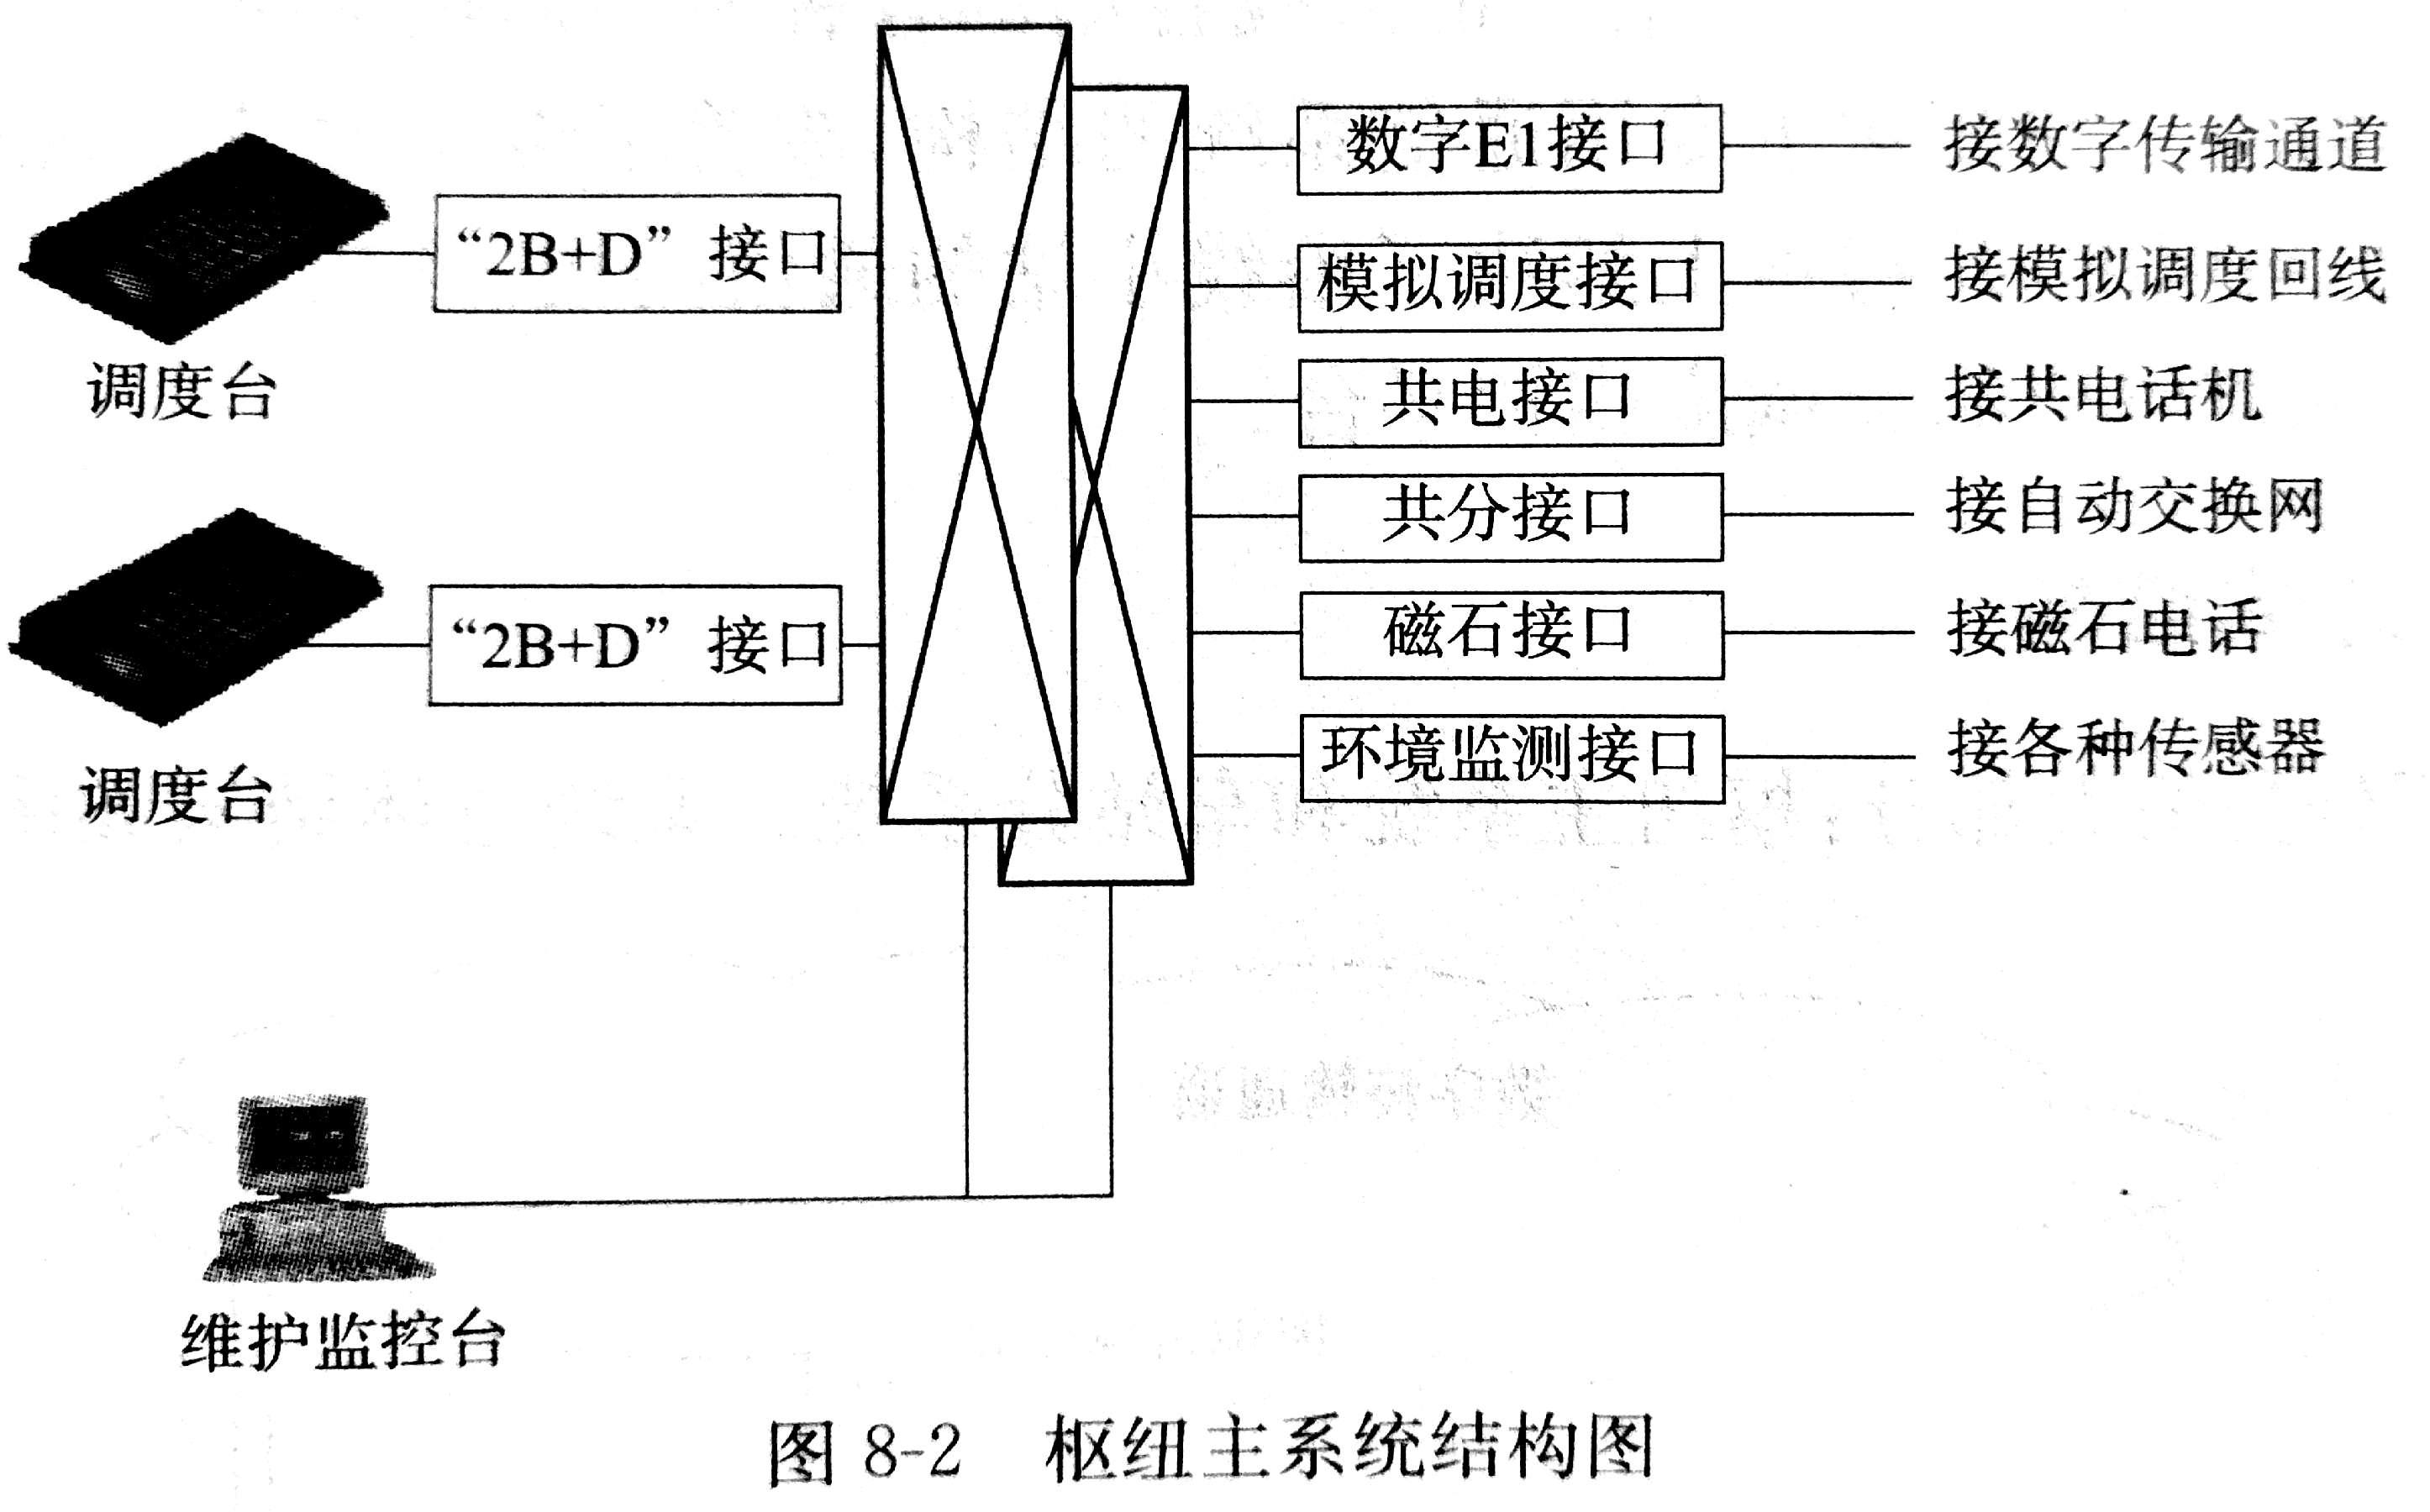 数字E1接口 接数字传输通道
“2B+D” 接口
模拟调度接口 接模拟调度回线
调度台
共电接口 接共电话机
共分接口 接自动交换网
“2B+D” 接口
磁石接口 接磁石电话
调度台
环境监测接口 接各种传感器
维护监控台
图 8-2 枢纽主系统结构图